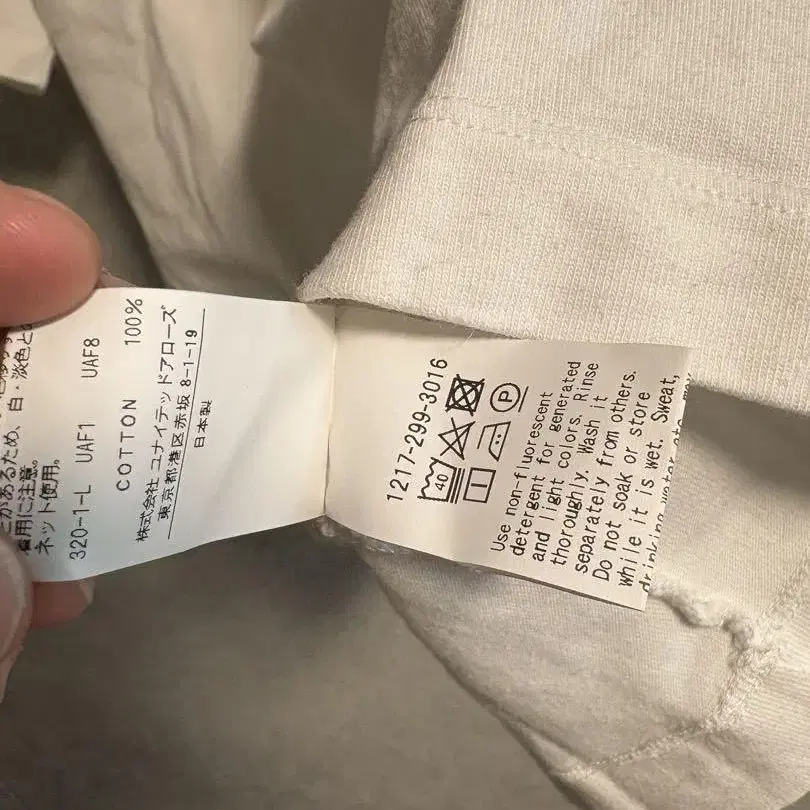 があるため、白・淡色と
着用に注意。
ネット使用。
320-1-L UAF1 UAF8
COTTON 100%
株式会社 ユナイテッドアローズ
東京都港区赤坂 8-1-19
日本製
1217-299-3016
40
P
Use non-fluorescent
detergent for generated
and light colors. Rinse
thoroughly. Wash it
separately from others.
Do not soak or store
while it is wet. Sweat,
drinking water